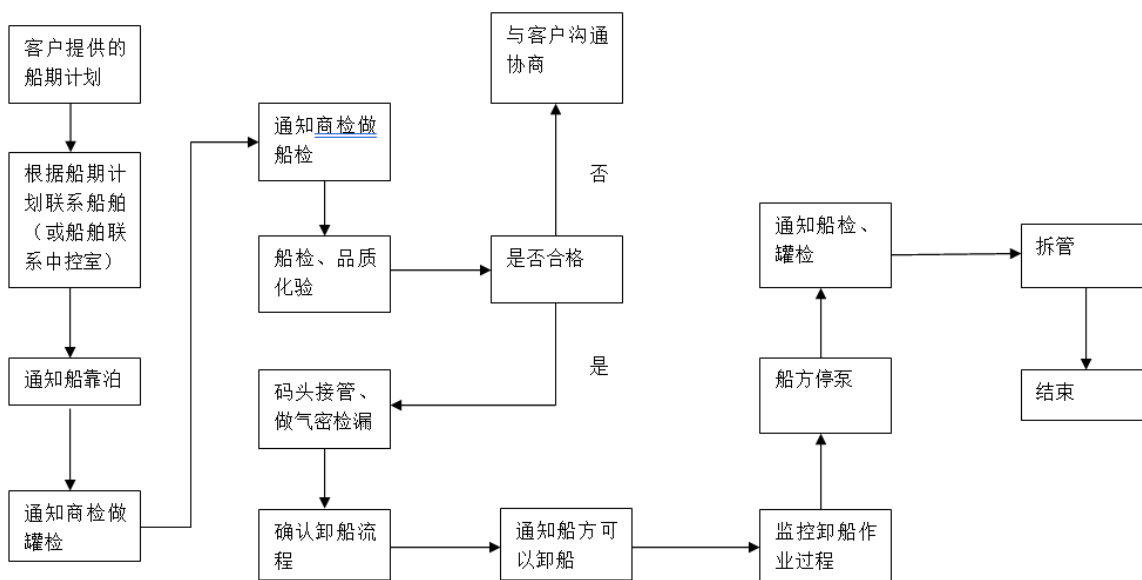 客户提供的
船期计划
根据船期计
划联系船舶
（或船舶联
系中控室）
通知船靠泊
通知商检做
罐检
通知商检做
船检
船检、品质
化验
是否合格
否
与客户沟通
协商
是
码头接管、
做气密检漏
确认卸船流
程
通知船方可
以卸船
监控卸船作
业过程
船方停泵
通知船检、
罐检
拆管
结束